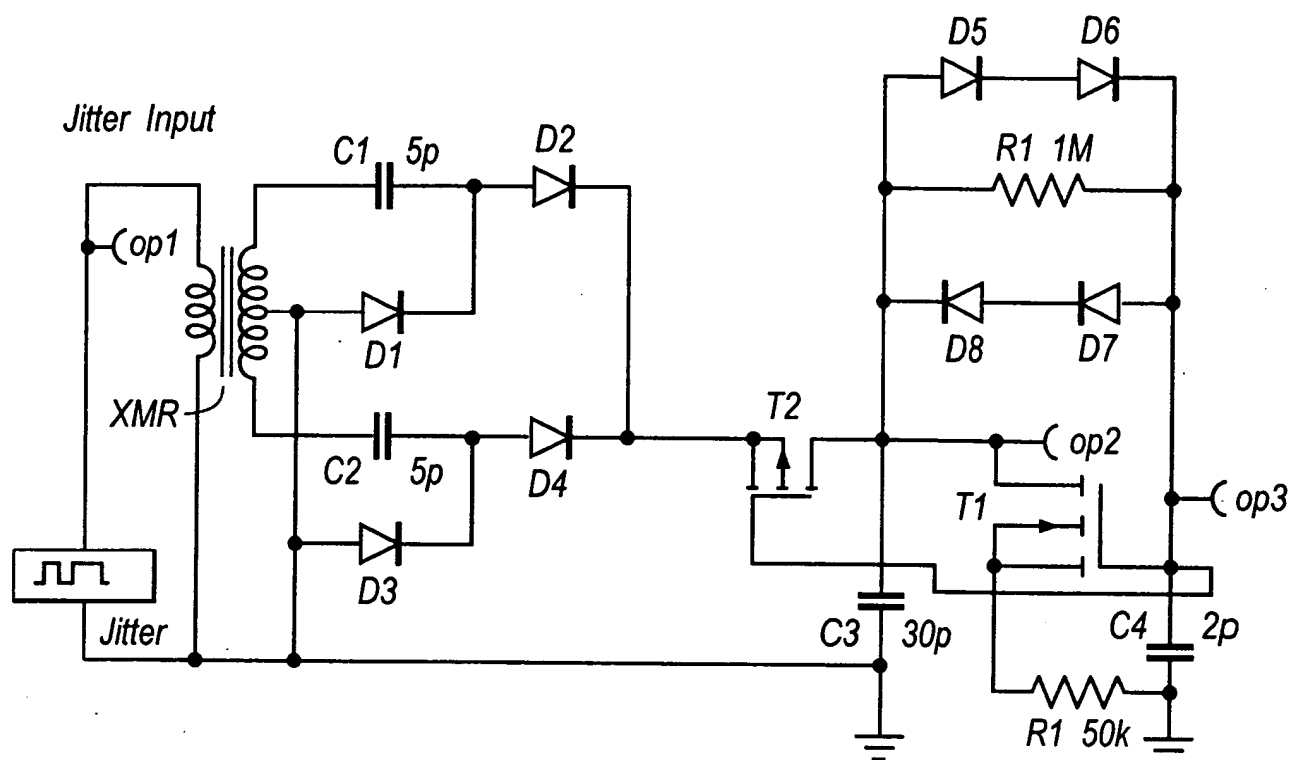 D5 D6
Jitter Input
C1 5p D2
R1 1M
op1
D1
D8 D7
XMR
T2
C2 5p D4
op2
T1
op3
D3
Jitter
C3 30p
C4 2p
R1 50k